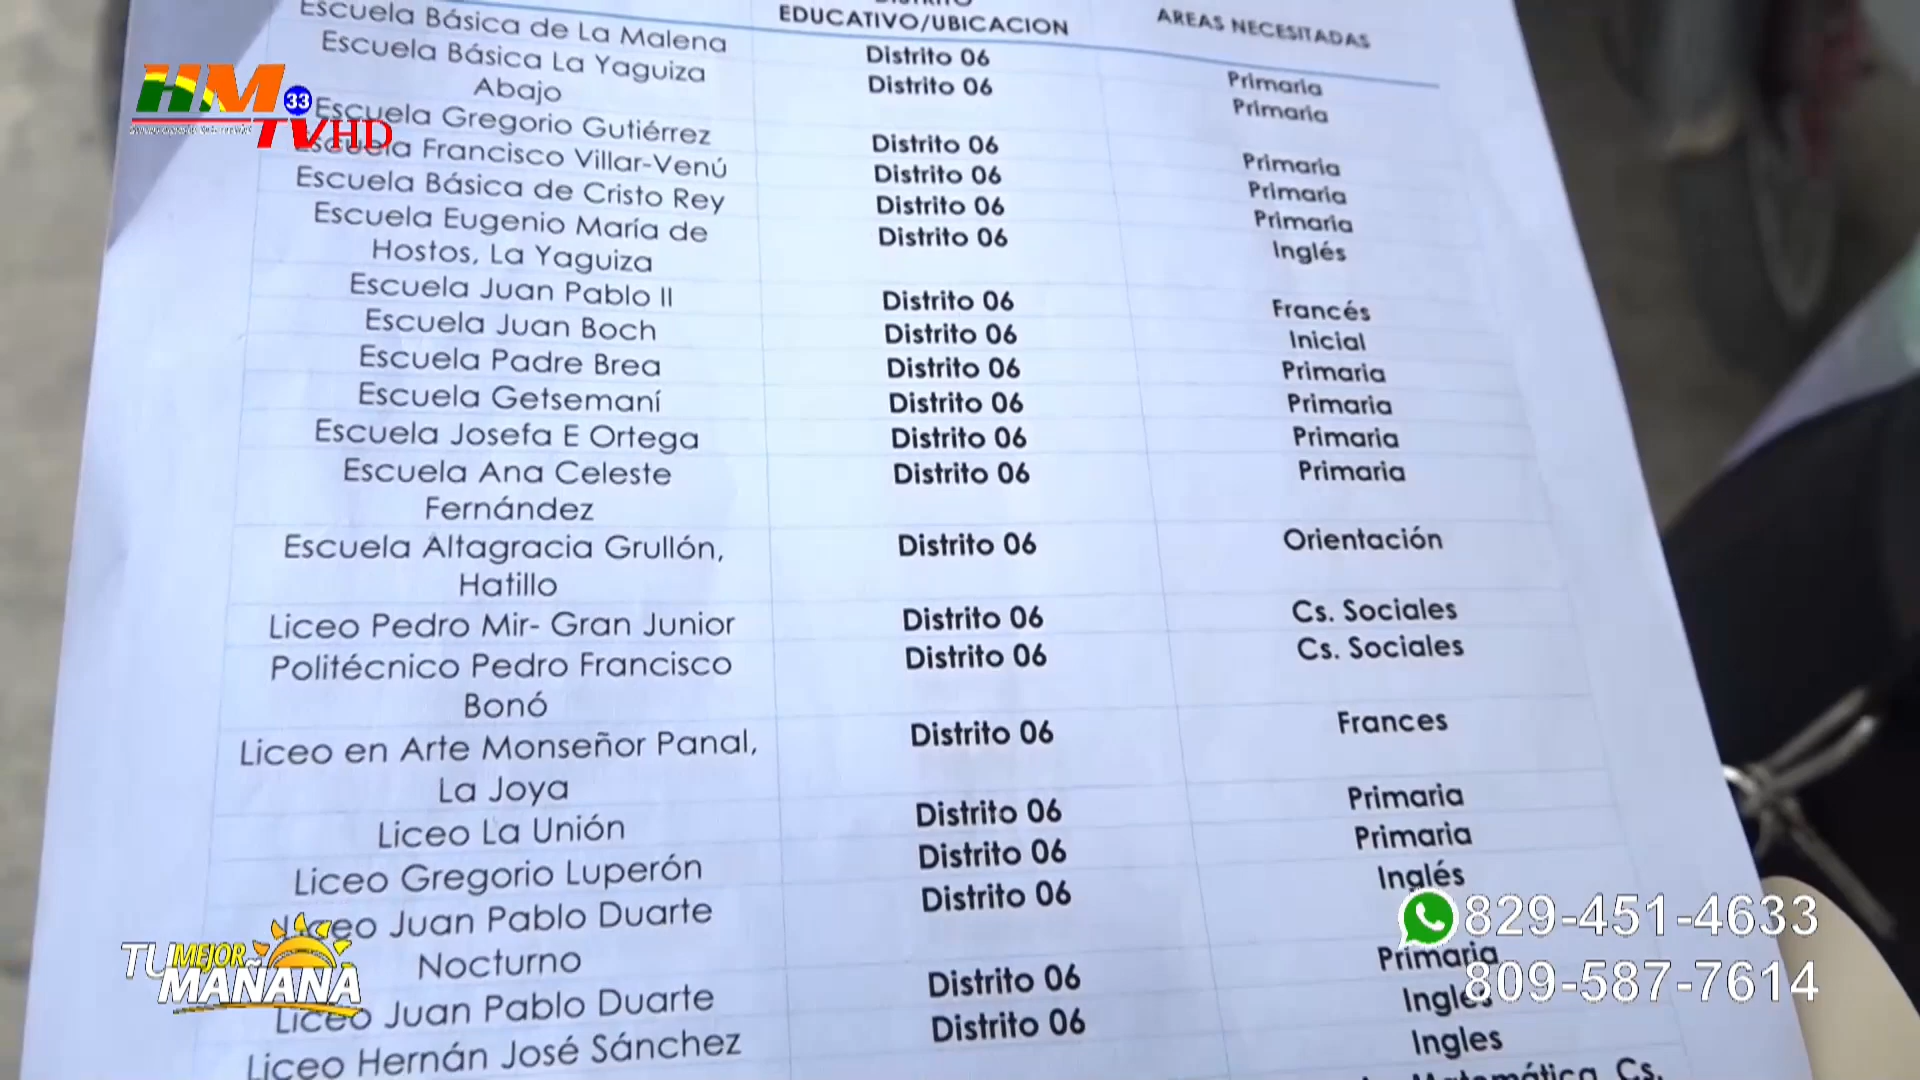 EDUCATIVO/UBICACION
AREAS NECESITADAS
Escuela Básica de La Malena
Distrito 06
Primaria
Escuela Básica La Yaguiza
Abajo
Distrito 06
Primaria
Escuela Gregorio Gutiérrez
Distrito 06
Primaria
Escuela Francisco Villar-Venú
Distrito 06
Primaria
Escuela Básica de Cristo Rey
Distrito 06
Primaria
Escuela Eugenio María de
Hostos, La Yaguiza
Distrito 06
Inglés
Escuela Juan Pablo II
Distrito 06
Francés
Escuela Juan Boch
Distrito 06
Inicial
Escuela Padre Brea
Distrito 06
Primaria
Escuela Getsemaní
Distrito 06
Primaria
Escuela Josefa E Ortega
Distrito 06
Primaria
Escuela Ana Celeste
Fernández
Distrito 06
Primaria
Escuela Altagracia Grullón,
Hatillo
Distrito 06
Orientación
Liceo Pedro Mir- Gran Junior
Distrito 06
Cs. Sociales
Politécnico Pedro Francisco
Bonó
Distrito 06
Cs. Sociales
Liceo en Arte Monseñor Panal,
La Joya
Distrito 06
Frances
Liceo La Unión
Distrito 06
Primaria
Liceo Gregorio Luperón
Distrito 06
Primaria
Liceo Juan Pablo Duarte
Nocturno
Distrito 06
Inglés
Liceo Juan Pablo Duarte
Distrito 06
Primaria
Liceo Hernán José Sánchez
Distrito 06
Ingles
Ingles
Matemática, Cs.
HM
33
TV HD
TU MEJOR
MAÑANA
829-451-4633
809-587-7614